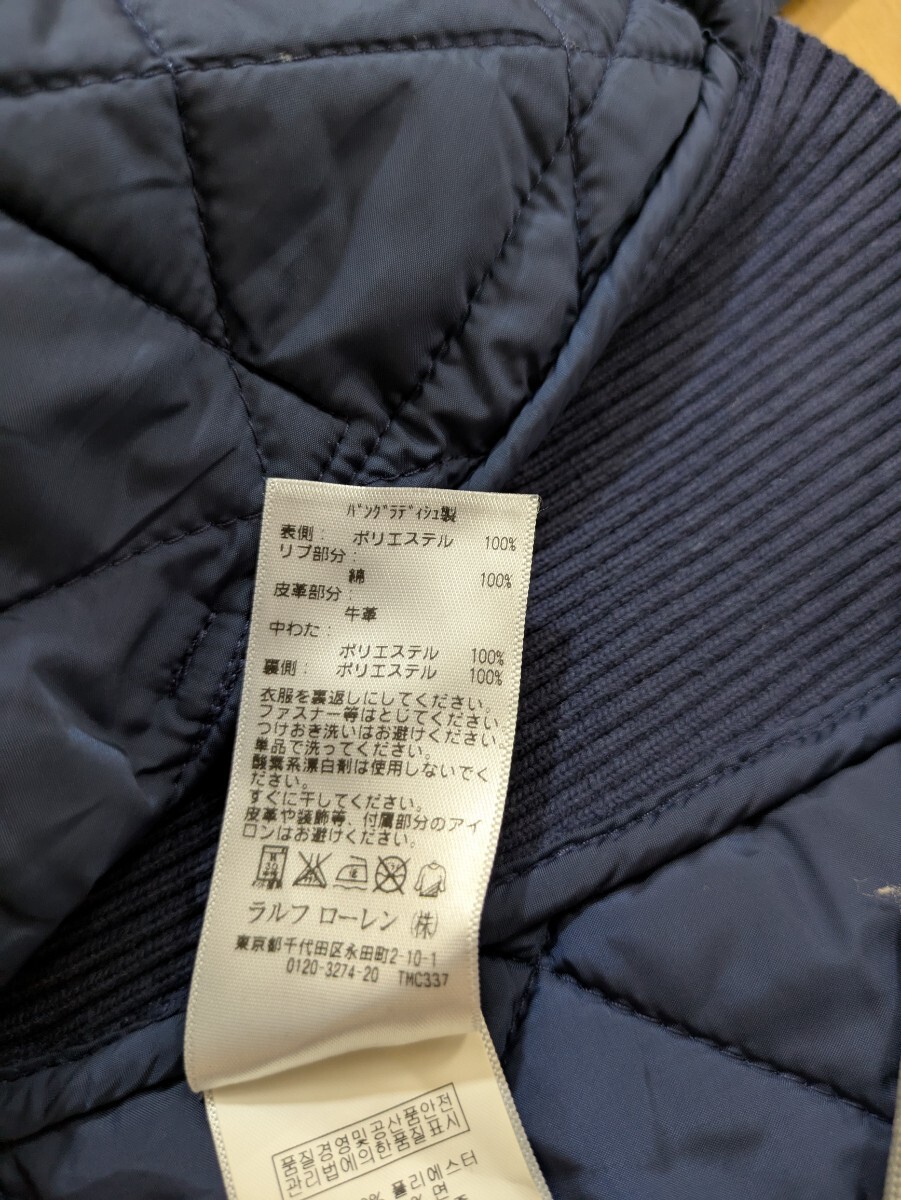 ﾊﾞﾝｸﾞﾗﾃﾞｨｼｭ製
表側： ポリエステル 100%
リブ部分：
綿 100%
皮革部分：
牛革
中わた：
ポリエステル 100%
裏側： ポリエステル 100%
衣服を裏返しにしてください。
ファスナー等はとじてください。
つけおき洗いはお避けください。
単品で洗ってください。
酸素系漂白剤は使用しないでく
ださい。
すぐに干してください。
皮革や装飾等、付属部分のアイ
ロンはお避けください。
ラルフ ローレン (株)
東京都千代田区永田町2-10-1
0120-3274-20 TMC337
품질경영및공산품안전
관리법에의한품질표시
% 폴리에스터
% 면